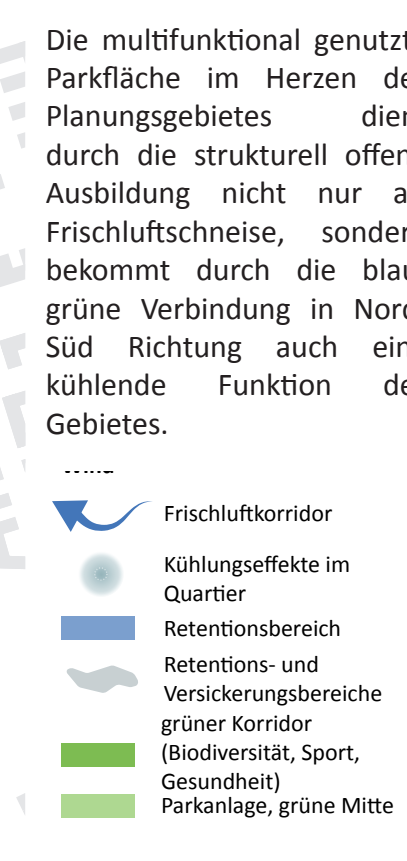 Die multifunktional genutzt
Parkfläche im Herzen de
Planungsgebietes dien
durch die strukturell offen
Ausbildung nicht nur a
Frischluftschneise, sonder
bekommt durch die blau
grüne Verbindung in Nord
Süd Richtung auch ein
kühlende Funktion de
Gebietes.
Frischluftkorridor
Kühlungseffekte im
Quartier
Retentionsbereich
Retentions- und
Versickerungsbereiche
grüner Korridor
(Biodiversität, Sport,
Gesundheit)
Parkanlage, grüne Mitte